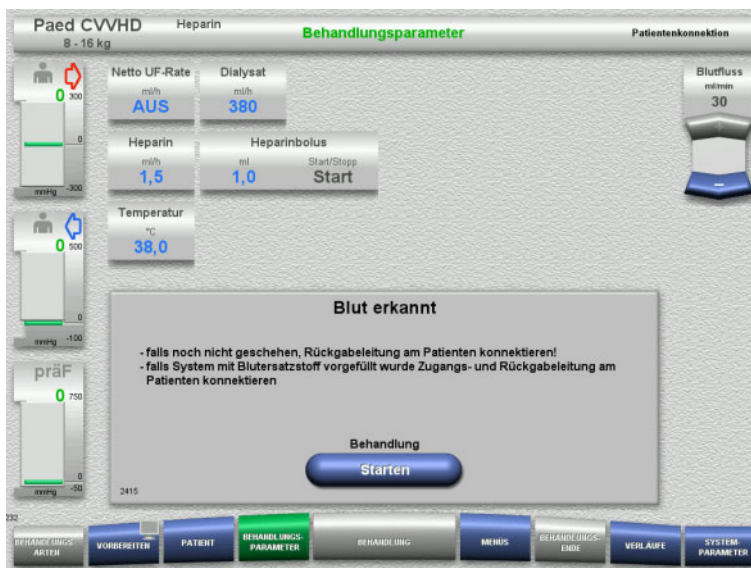 Paed CVVHD
8 - 16 kg
Heparin
Behandlungsparameter
Patientenkonnektion
0
300
0
-300
mmHg
Netto UF-Rate
ml/h
AUS
Dialysat
ml/h
380
Blutfluss
ml/min
30
Heparin
ml/h
1,5
Heparinbolus
ml
1,0
Start/Stopp
Start
0
500
0
-100
mmHg
Temperatur
°C
38,0
präF
0
750
0
-50
mmHg
Blut erkannt
- falls noch nicht geschehen, Rückgabeleitung am Patienten konnektieren!
- falls System mit Blutersatzstoff vorgefüllt wurde Zugangs- und Rückgabeleitung am
Patienten konnektieren
Behandlung
Starten
2415
232
BEHANDLUNGS-
ARTEN
VORBEREITEN
PATIENT
BEHANDLUNGS-
PARAMETER
BEHANDLUNG
MENÜS
BEHANDLUNGS-
ENDE
VERLÄUFE
SYSTEM-
PARAMETER